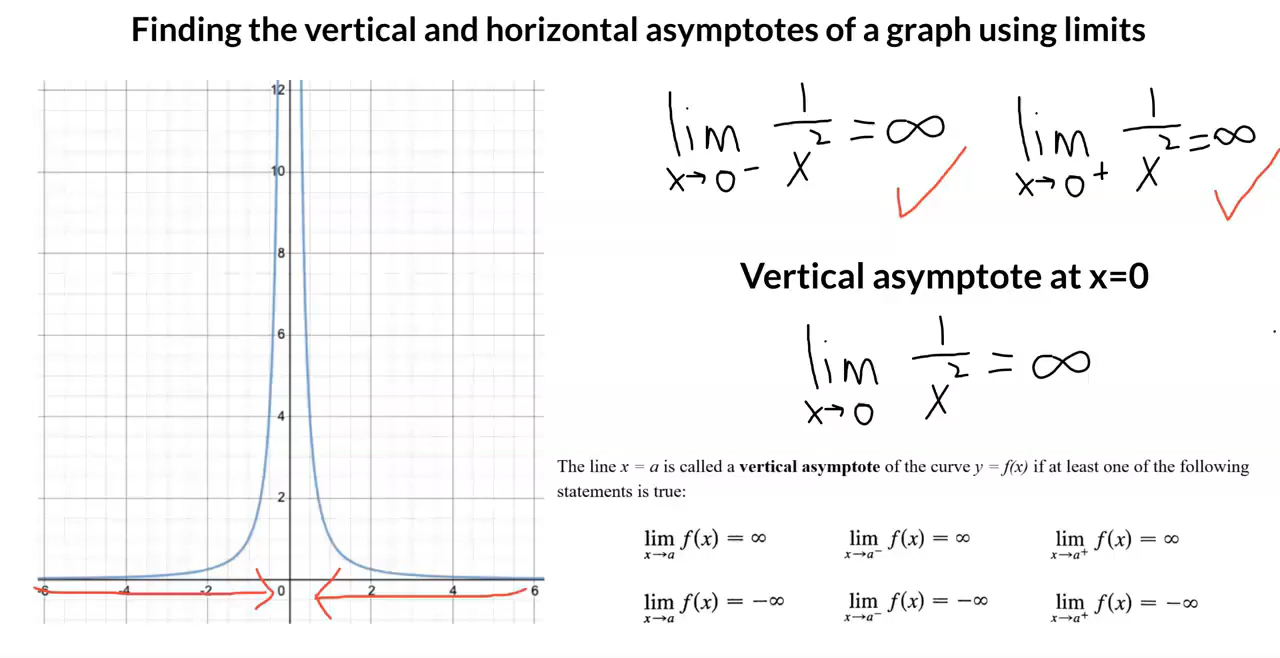 Finding the vertical and horizontal asymptotes of a graph using limits
12
10
8
6
4
2
-6 -4 -2 0 2 4 6
lim x→0⁻ 1/x² = ∞
lim x→0⁺ 1/x² = ∞
Vertical asymptote at x=0
lim x→0 1/x² = ∞
The line x = a is called a vertical asymptote of the curve y = f(x) if at least one of the following
statements is true:
lim x→a f(x) = ∞ lim x→a⁻ f(x) = ∞ lim x→a⁺ f(x) = ∞
lim x→a f(x) = −∞ lim x→a⁻ f(x) = −∞ lim x→a⁺ f(x) = −∞